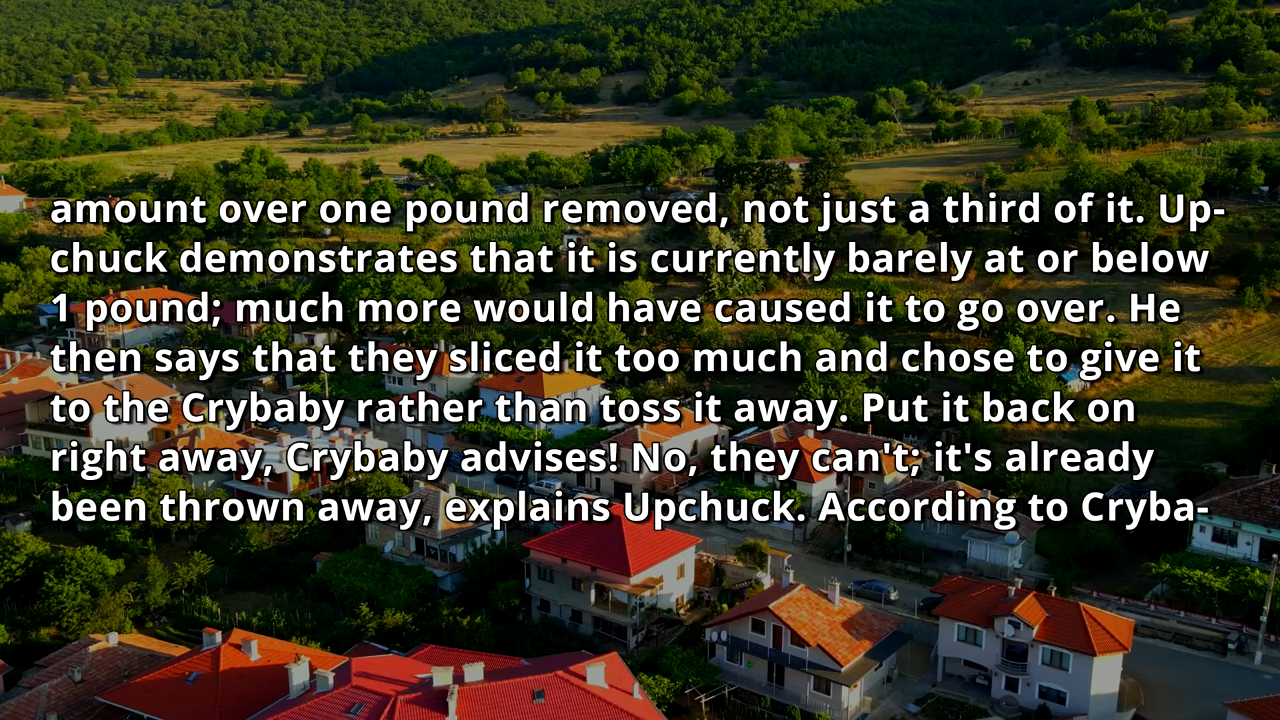 amount over one pound removed, not just a third of it. Up-
chuck demonstrates that it is currently barely at or below
1 pound; much more would have caused it to go over. He
then says that they sliced it too much and chose to give it
to the Crybaby rather than toss it away. Put it back on
right away, Crybaby advises! No, they can't; it's already
been thrown away, explains Upchuck. According to Cryba-